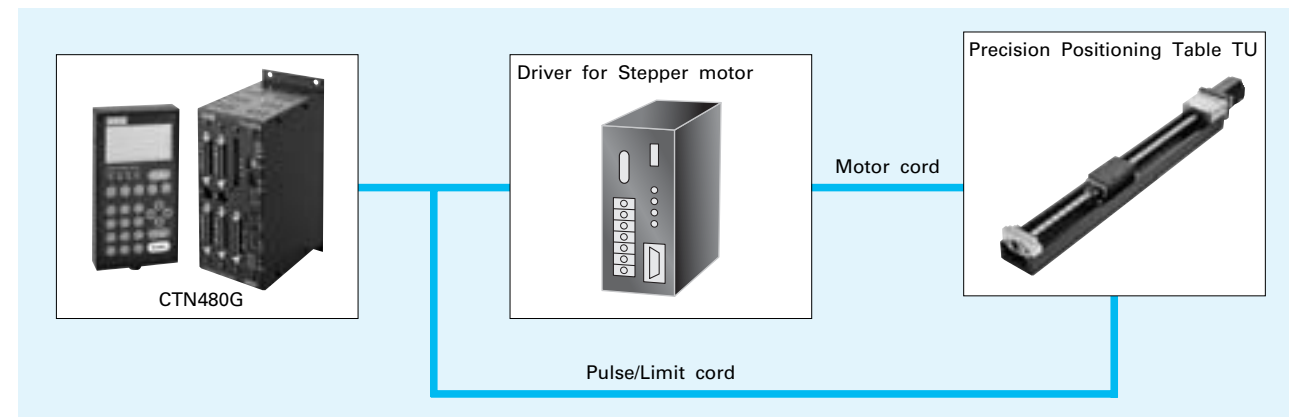 Precision Positioning Table TU
Driver for Stepper motor
Motor cord
CTN480G
Pulse/Limit cord